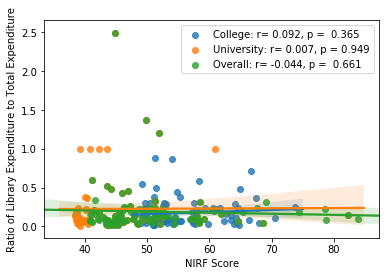 College: r= 0.092, p =  0.365
University: r= 0.007, p = 0.949
Overall: r= -0.044, p =  0.661
Ratio of Library Expenditure to Total Expenditure
2.5
2.0
1.5
1.0
0.5
0.0
40 50 60 70 80
NIRF Score